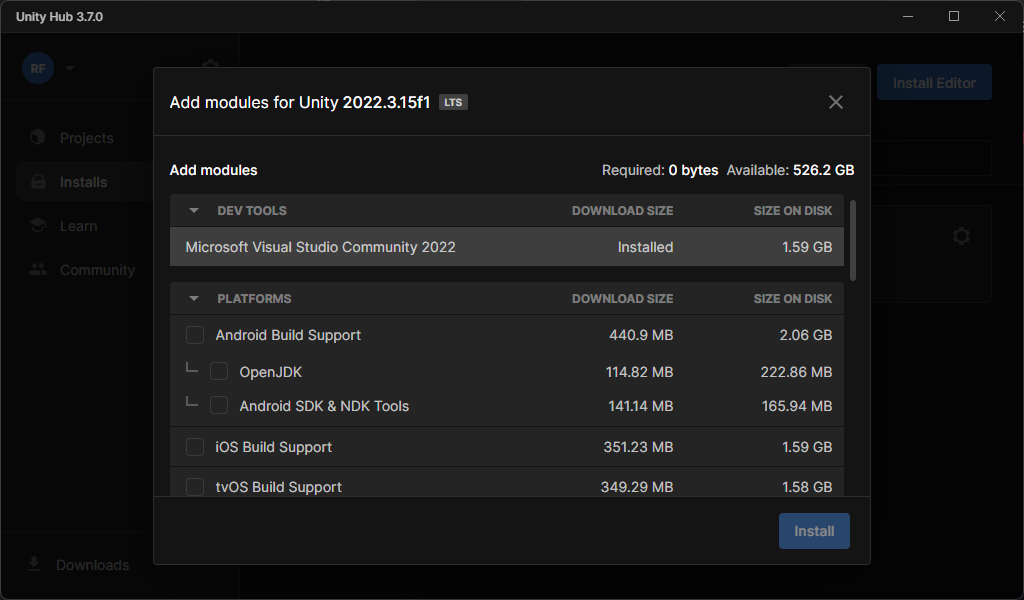 Unity Hub 3.7.0
RF
Install Editor
Projects
Installs
Learn
Community
Downloads
Add modules for Unity 2022.3.15f1 LTS
Add modules
Required: 0 bytes Available: 526.2 GB
DEV TOOLS DOWNLOAD SIZE SIZE ON DISK
Microsoft Visual Studio Community 2022 Installed 1.59 GB
PLATFORMS DOWNLOAD SIZE SIZE ON DISK
Android Build Support 440.9 MB 2.06 GB
OpenJDK 114.82 MB 222.86 MB
Android SDK & NDK Tools 141.14 MB 165.94 MB
iOS Build Support 351.23 MB 1.59 GB
tvOS Build Support 349.29 MB 1.58 GB
Install